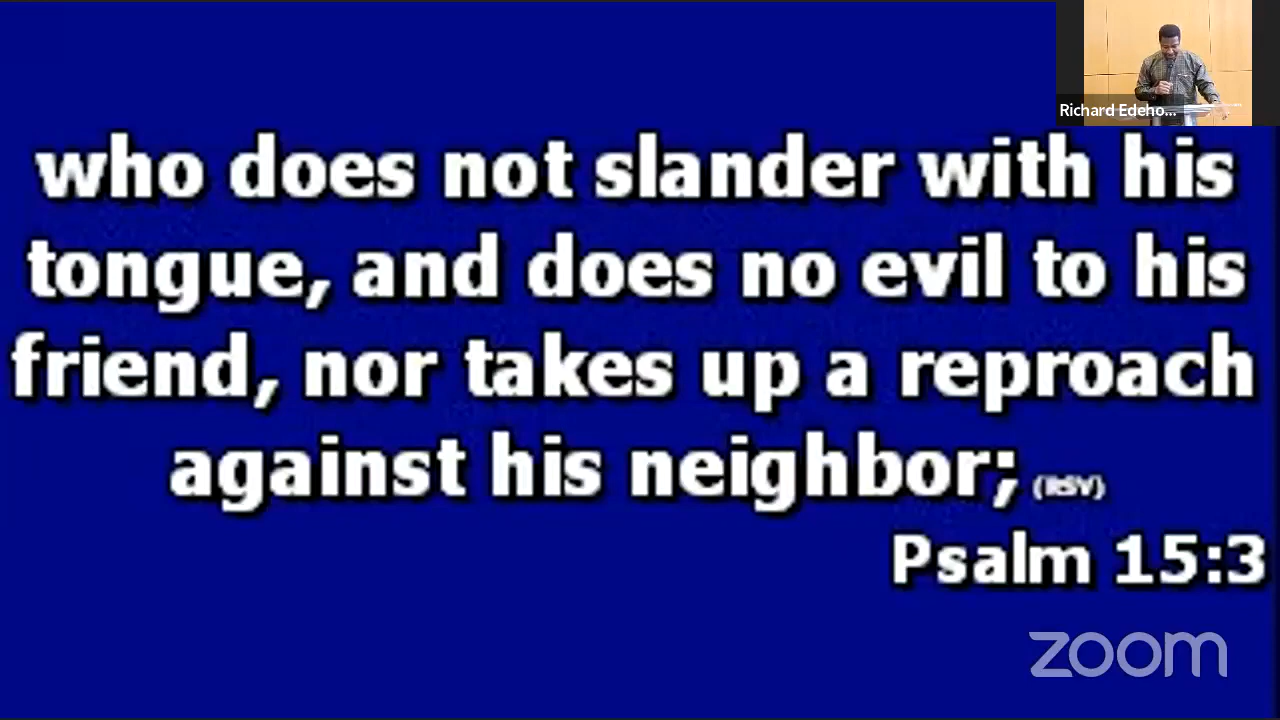 Richard Edeho...
who does not slander with his
tongue, and does no evil to his
friend, nor takes up a reproach
against his neighbor; (RSV)
Psalm 15:3
zoom